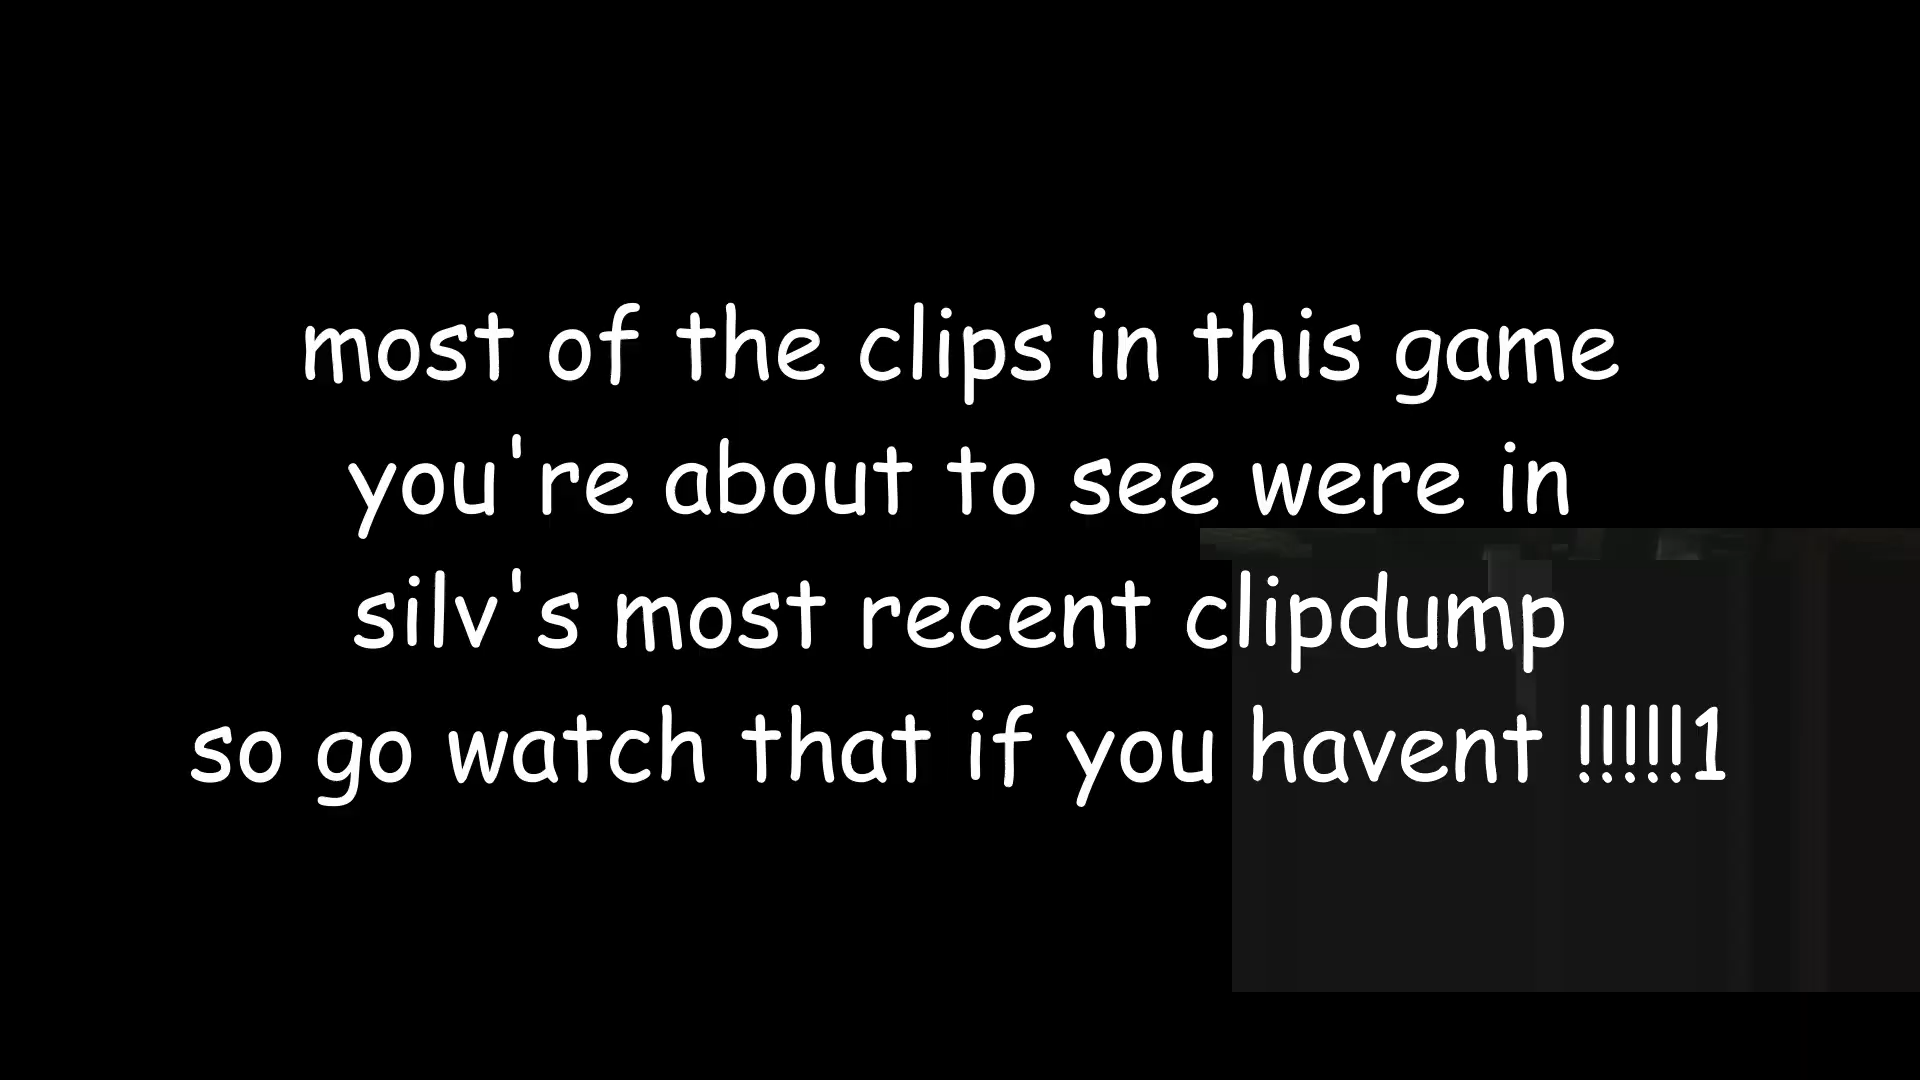 most of the clips in this game
you're about to see were in
silv's most recent clipdump
so go watch that if you havent !!!!!1